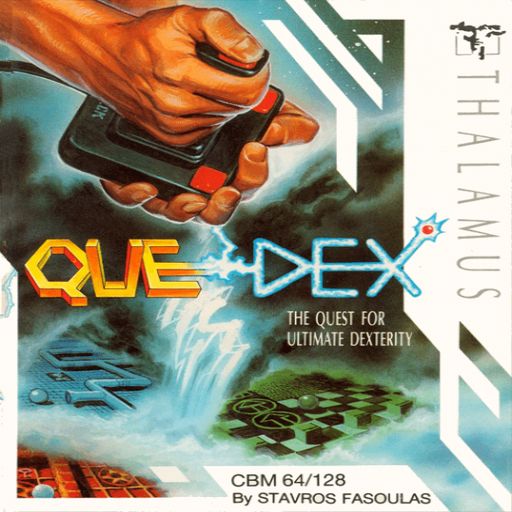 THALAMUS
QUE-DEX
THE QUEST FOR
ULTIMATE DEXTERITY
CBM 64/128
By STAVROS FASOULAS